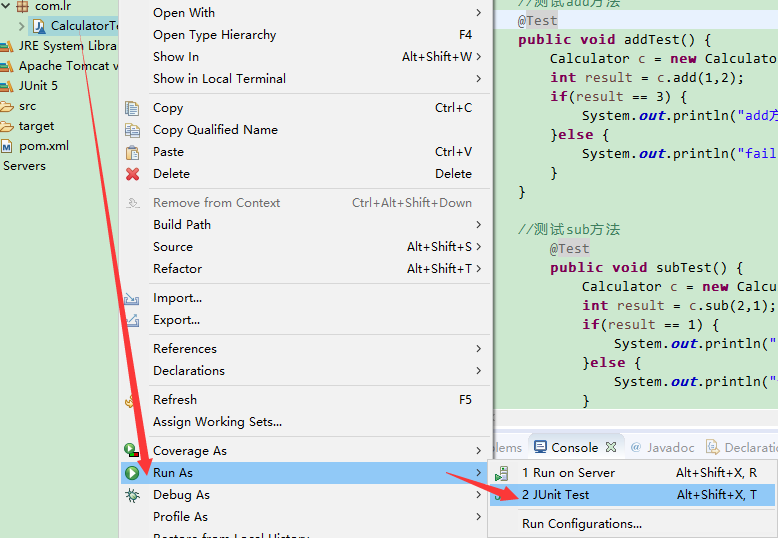 com.lr
CalculatorTe
JRE System Libra
Apache Tomcat v
JUnit 5
src
target
pom.xml
Servers
Open With
Open Type Hierarchy F4
Show In Alt+Shift+W
Show in Local Terminal
Copy Ctrl+C
Copy Qualified Name
Paste Ctrl+V
Delete Delete
Remove from Context Ctrl+Alt+Shift+Down
Build Path
Source Alt+Shift+S
Refactor Alt+Shift+T
Import...
Export...
References
Declarations
Refresh F5
Assign Working Sets...
Coverage As
Run As
Debug As
Profile As
Restore from Local History...
//测试add方法
@Test
public void addTest() {
Calculator c = new Calculato
int result = c.add(1,2);
if(result == 3) {
System.out.println("add方
}else {
System.out.println("fail
}
}
//测试sub方法
@Test
public void subTest() {
Calculator c = new Calcu
int result = c.sub(2,1);
if(result == 1) {
System.out.println("
}else {
System.out.println("
}
lems Console @ Javadoc Declaratio
1 Run on Server Alt+Shift+X, R
2 JUnit Test Alt+Shift+X, T
Run Configurations...